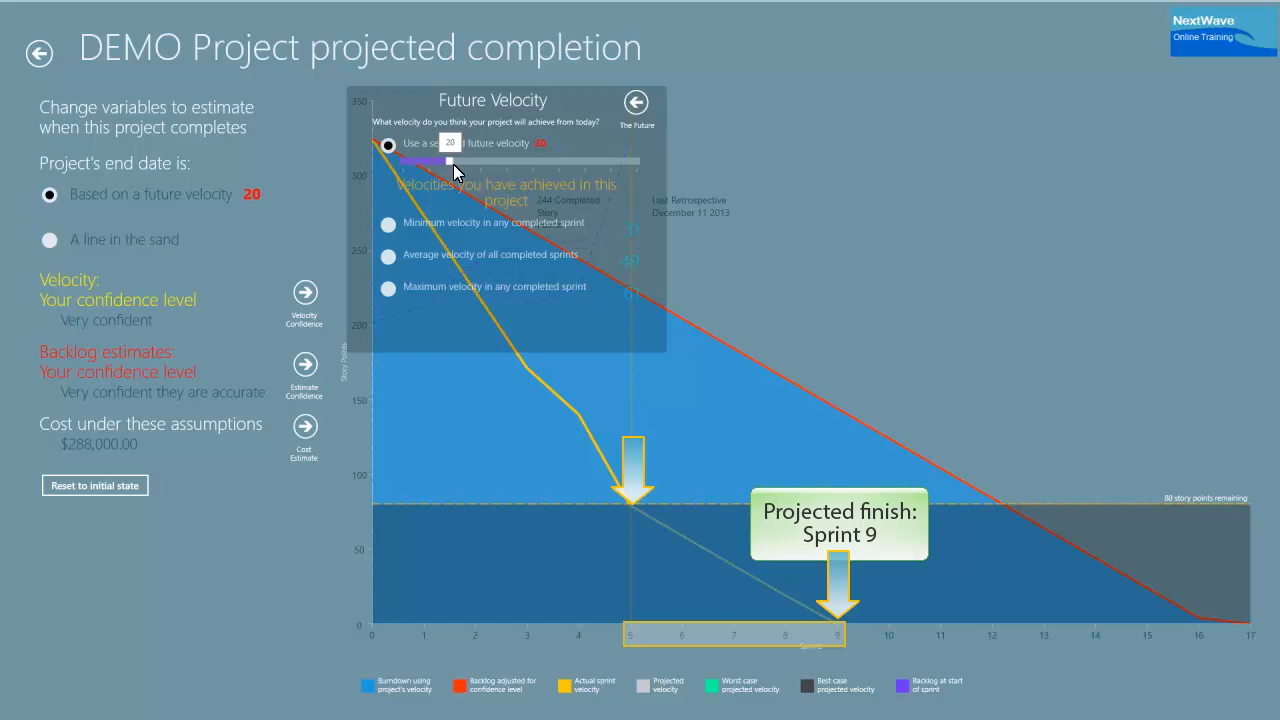 DEMO Project projected completion
NextWave
Online Training
Change variables to estimate
when this project completes
Project's end date is:
Based on a future velocity 20
A line in the sand
Velocity:
Your confidence level
Very confident
Velocity
Confidence
Backlog estimates:
Your confidence level
Very confident they are accurate
Estimate
Confidence
Cost under these assumptions
$288,000.00
Cost
Estimate
Reset to initial state
Future Velocity
What velocity do you think your project will achieve from today?
The Future
20
future velocity 20
Velocities you have achieved in this
project
244 Completed
Story
Last Retrospective
December 11 2013
Minimum velocity in any completed sprint
31
Average velocity of all completed sprints
49
Maximum velocity in any completed sprint
61
350
300
250
200
150
100
50
0
Story Points
80 story points remaining
Projected finish:
Sprint 9
0 1 2 3 4 5 6 7 8 9 10 11 12 13 14 15 16 17
Sprints
Burndown using
project's velocity
Backlog adjusted for
confidence level
Actual sprint
velocity
Projected
velocity
Worst case
projected velocity
Best case
projected velocity
Backlog at start
of sprint